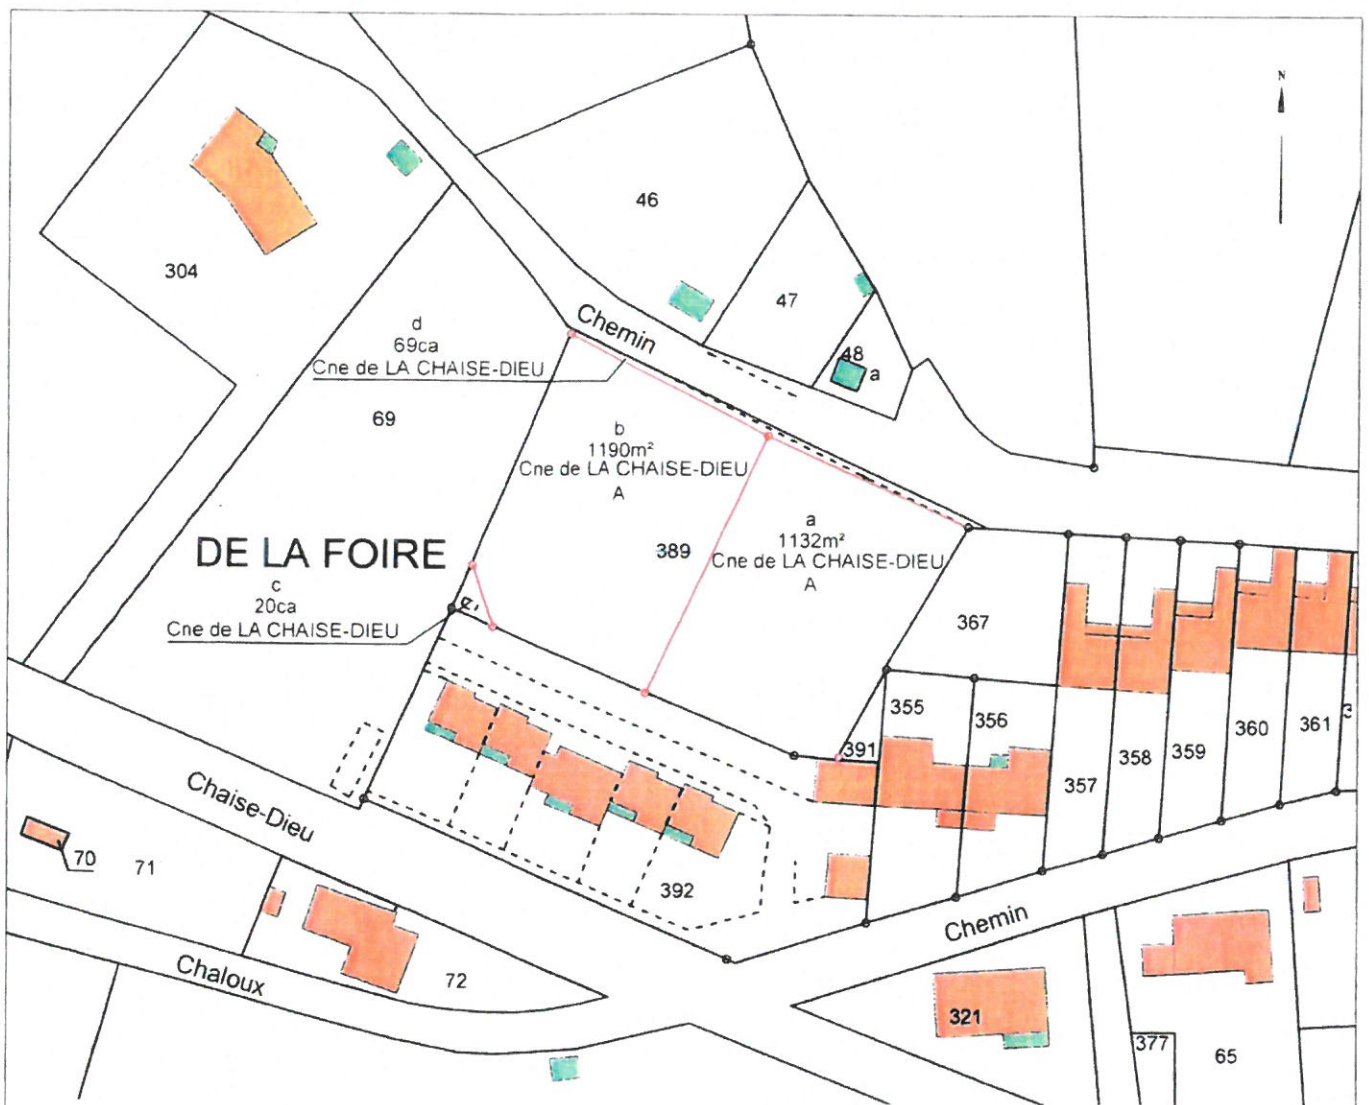 N
46
304
47
Chemin
d
69ca
Cne de LA CHAISE-DIEU
48
a
69
b
1190m²
Cne de LA CHAISE-DIEU
A
a
1132m²
Cne de LA CHAISE-DIEU
A
389
DE LA FOIRE
c
20ca
Cne de LA CHAISE-DIEU
367
355
356
391
357
358
359
360
361
Chaise-Dieu
70
71
392
Chemin
Chaloux
72
321
377
65